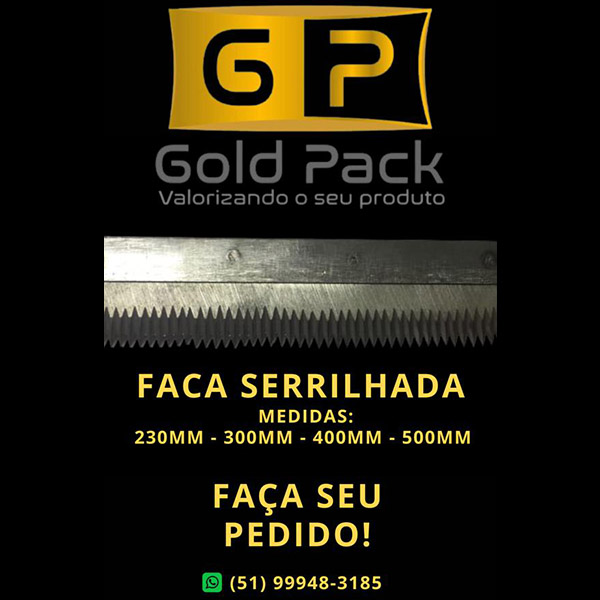 GP
Gold Pack
Valorizando o seu produto
FACA SERRILHADA
MEDIDAS:
230MM - 300MM - 400MM - 500MM
FAÇA SEU
PEDIDO!
(51) 99948-3185